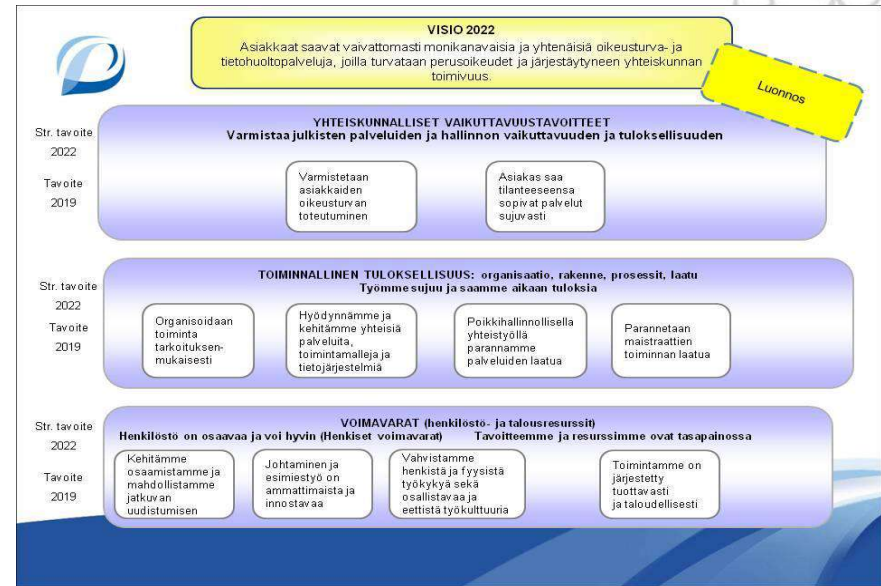 VISIO 2022
Asiakkaat saavat vaivattomasti monikanavaisia ja yhtenäisiä oikeusturva- ja
tietohuoltopalveluja, joilla turvataan perusoikeudet ja järjestäytyneen yhteiskunnan
toimivuus.
Luonnos
YHTEISKUNNALLISET VAIKUTTAVUUSTAVOITTEET
Varmistaa julkisten palveluiden ja hallinnon vaikuttavuuden ja tuloksellisuuden
Str. tavoite
2022
Tavoite
2019
Varmistetaan
asiakkaiden
oikeusturvan
toteutuminen
Asiakas saa
tilanteeseensa
sopivat palvelut
sujuvasti
TOIMINNALLINEN TULOKSELLISUUS: organisaatio, rakenne, prosessit, laatu
Työmme sujuu ja saamme aikaan tuloksia
Str. tavoite
2022
Tavoite
2019
Organisoidaan
toiminta
tarkoituksen-
mukaisesti
Hyödynnämme ja
kehitämme yhteisiä
palveluita,
toimintamalleja ja
tietojärjestelmiä
Poikkihallinnollisella
yhteistyöllä
parannamme
palveluiden laatua
Parannetaan
maistraattien
toiminnan laatua
VOIMAVARAT (henkilöstö- ja talousresurssit)
Henkilöstö on osaavaa ja voi hyvin (Henkiset voimavarat) Tavoitteemme ja resurssimme ovat tasapainossa
Str. tavoite
2022
Tavoite
2019
Kehitämme
osaamistamme ja
mahdollistamme
jatkuvan
uudistumisen
Johtaminen ja
esimiestyö on
ammattimaista ja
innostavaa
Vahvistamme
henkistä ja fyysistä
työkykyä sekä
osallistavaa ja
eettistä työkulttuuria
Toimintamme on
järjestetty
tuottavasti
ja taloudellisesti